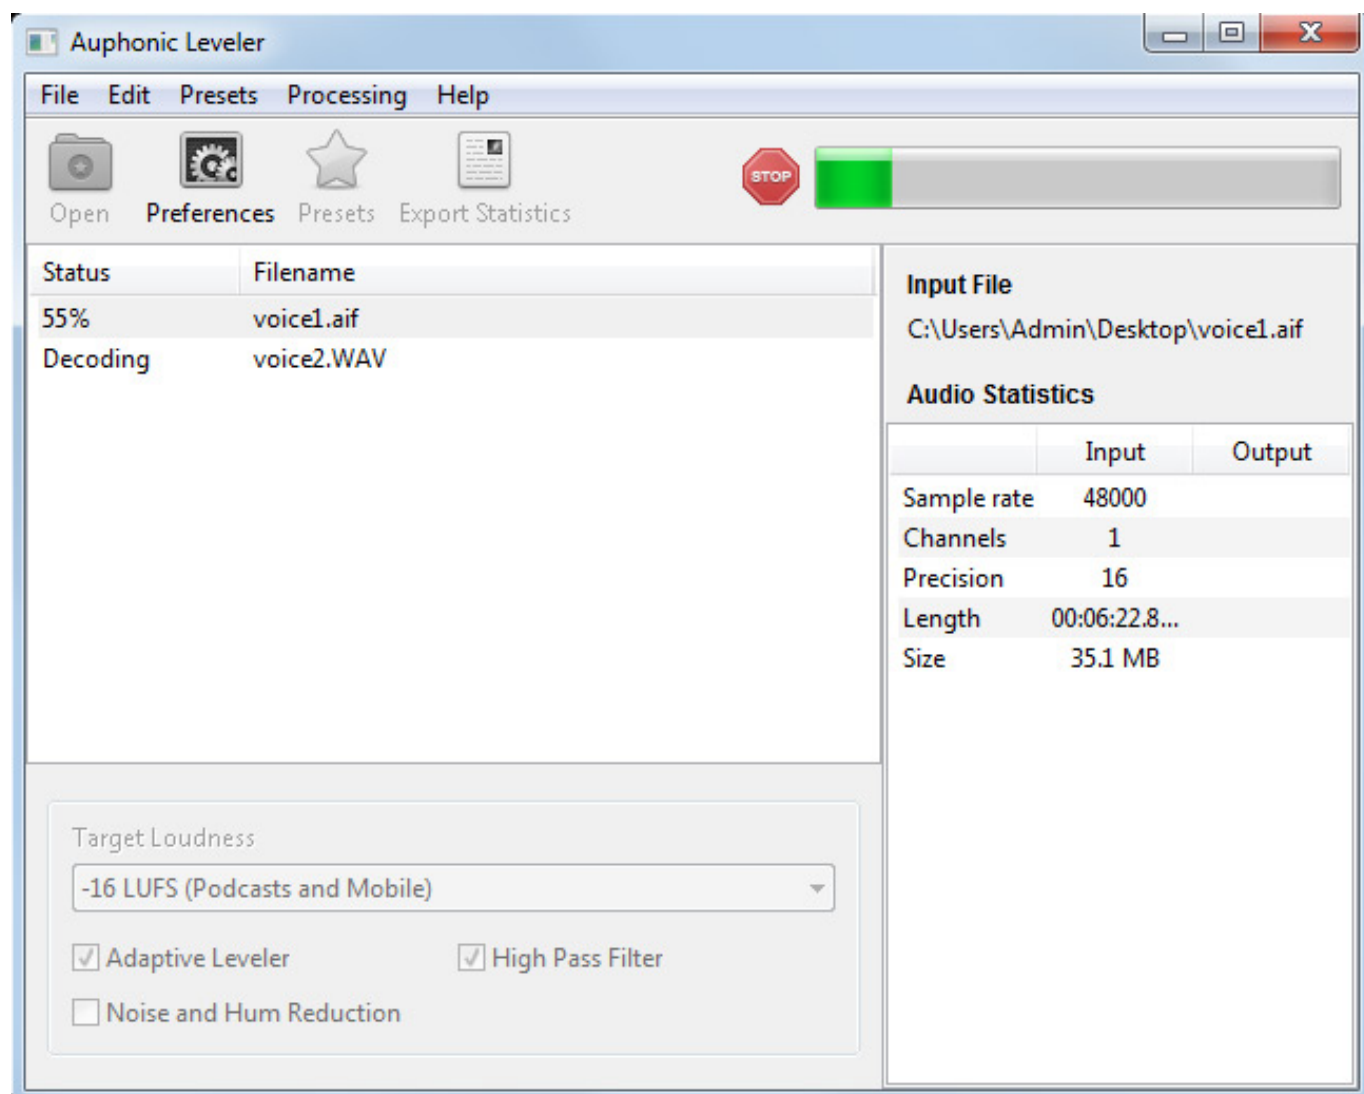 Auphonic Leveler
File Edit Presets Processing Help
Open Preferences Presets Export Statistics
STOP
Status Filename
55% voice1.aif
Decoding voice2.WAV
Input File
C:\Users\Admin\Desktop\voice1.aif
Audio Statistics
Input Output
Sample rate 48000
Channels 1
Precision 16
Length 00:06:22.8...
Size 35.1 MB
Target Loudness
-16 LUFS (Podcasts and Mobile)
Adaptive Leveler High Pass Filter
Noise and Hum Reduction